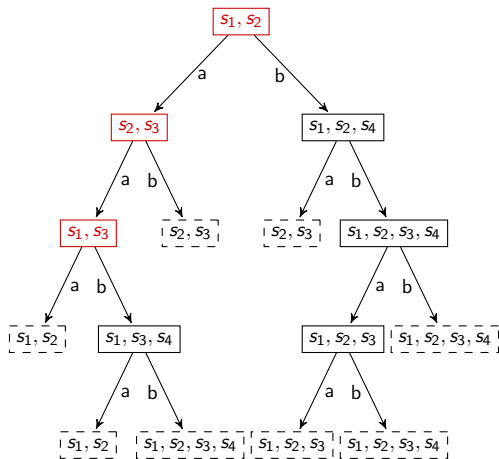 s₁, s₂
a b
s₂, s₃ s₁, s₂, s₄
a b a b
s₁, s₃ s₂, s₃ s₂, s₃ s₁, s₂, s₃, s₄
a b a b
s₁, s₂ s₁, s₃, s₄ s₁, s₂, s₃ s₁, s₂, s₃, s₄
a b a b
s₁, s₂ s₁, s₂, s₃, s₄ s₁, s₂, s₃ s₁, s₂, s₃, s₄